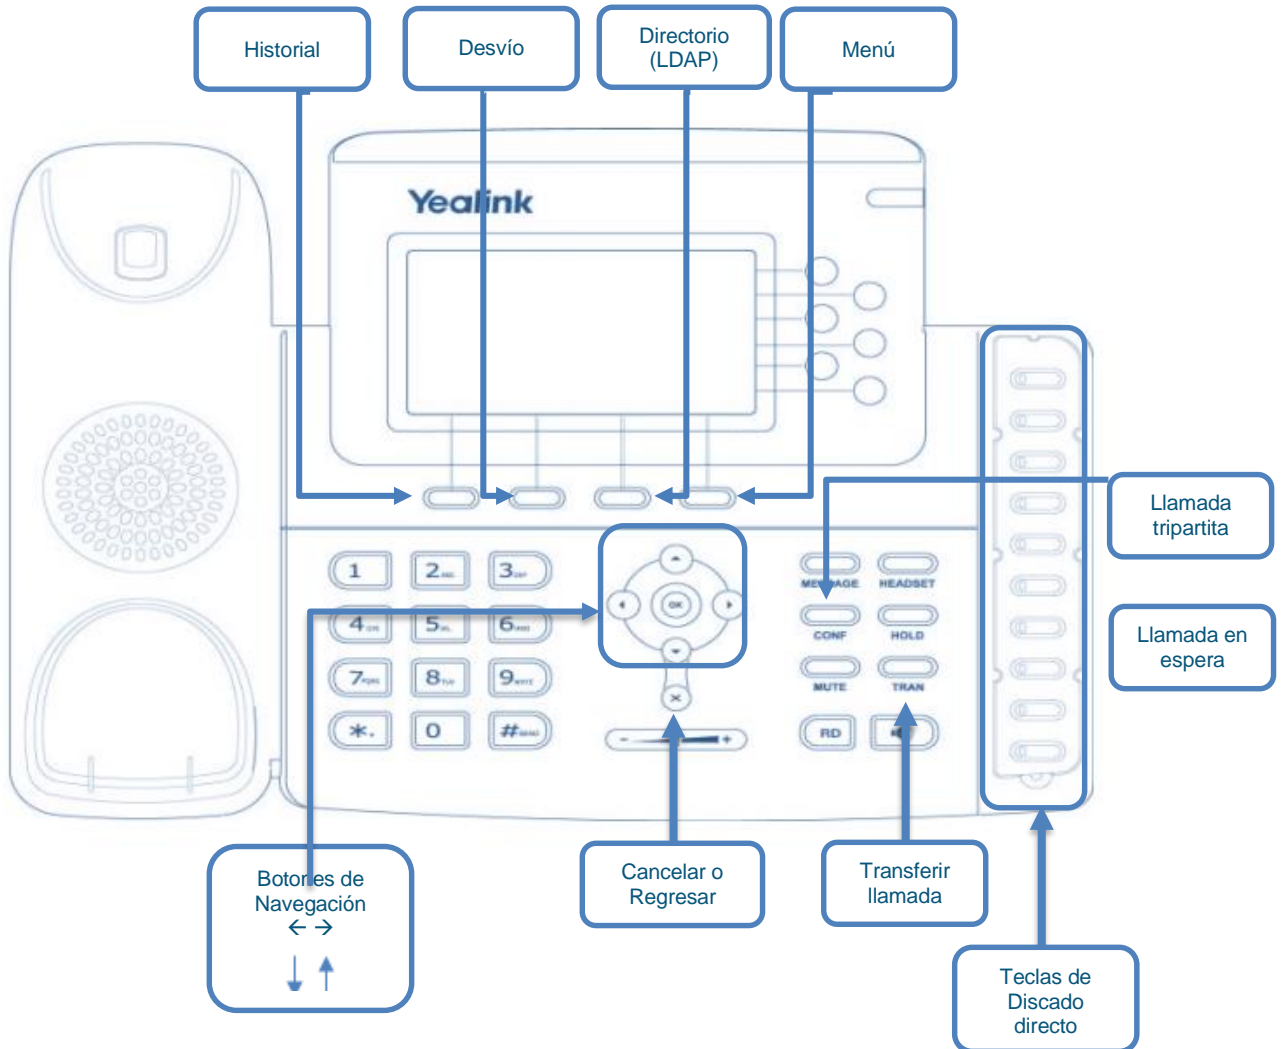 Historial
Desvío
Directorio
(LDAP)
Menú
Yealink
Llamada
tripartita
Llamada en
espera
1
2
3
MESSAGE
HEADSET
4
5
6
OK
CONF
HOLD
7
8
9
MUTE
TRAN
*.
0
#
- +
RD
Botones de
Navegación
← →
↓ ↑
Cancelar o
Regresar
Transferir
llamada
Teclas de
Discado
directo